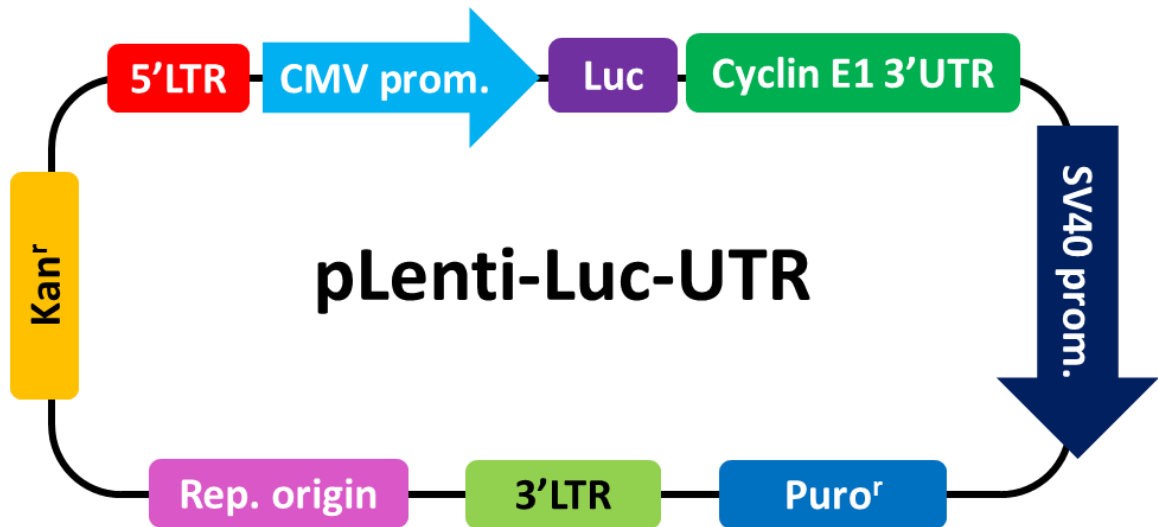 5'LTR
CMV prom.
Luc
Cyclin E1 3'UTR
SV40 prom.
Kanʳ
pLenti-Luc-UTR
Rep. origin
3'LTR
Puroʳ